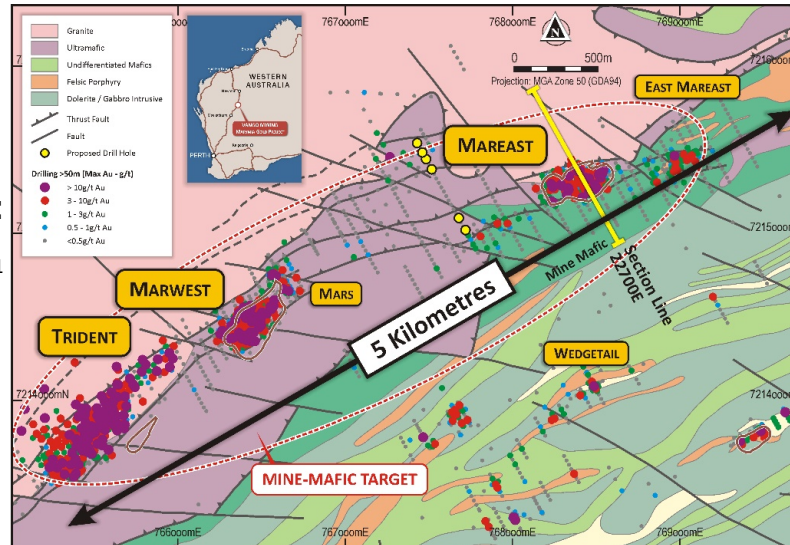 767000mE
768000mE
769000mE
Granite
Ultramafic
Undifferentiated Mafics
Felsic Porphyry
Dolerite / Gabbro Intrusive
Thrust Fault
Fault
Proposed Drill Hole
Drilling >50m [Max Au - g/t]
> 10g/t Au
3 - 10g/t Au
1 - 3g/t Au
0.5 - 1g/t Au
<0.5g/t Au
WESTERN
AUSTRALIA
PERTH
0
500m
Projection: MGA Zone 50 (GDA94)
EAST MAREAST
MAREAST
MARWEST
MARS
TRIDENT
Mine Mafic
Section Line
22700E
5 Kilometres
WEDGETAIL
7214000mN
MINE-MAFIC TARGET
766000mE
767000mE
768000mE
769000mE